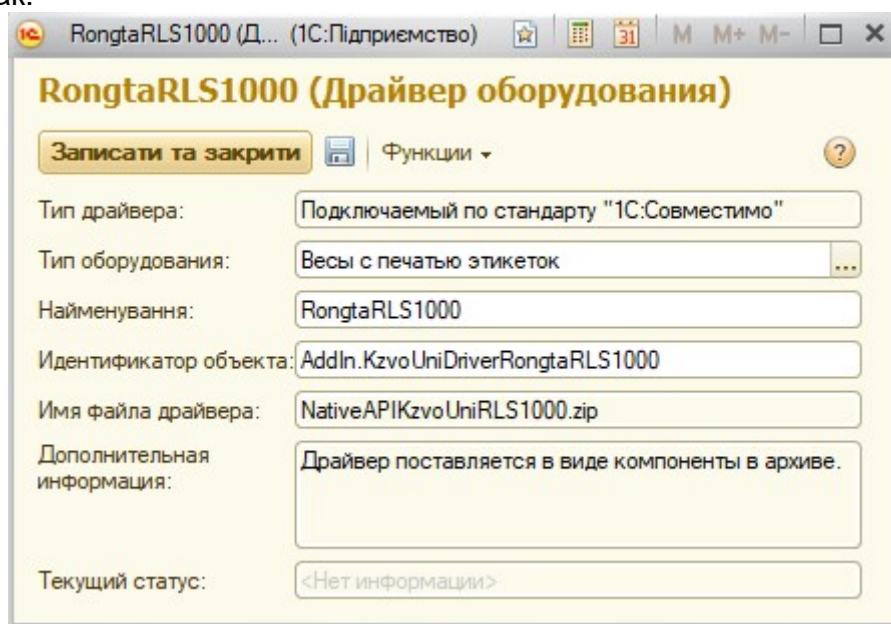 ак.
RongtaRLS1000 (Д... (1С:Підприємство) 31 M M+ M-
RongtaRLS1000 (Драйвер оборудования)
Записати та закрити Функции ?
Тип драйвера: Подключаемый по стандарту "1С:Совместимо"
Тип оборудования: Весы с печатью этикеток ...
Найменування: RongtaRLS1000
Идентификатор объекта: AddIn.KzvoUniDriverRongtaRLS1000
Имя файла драйвера: NativeAPIKzvoUniRLS1000.zip
Дополнительная
информация:
Драйвер поставляется в виде компоненты в архиве.
Текущий статус: <Нет информации>